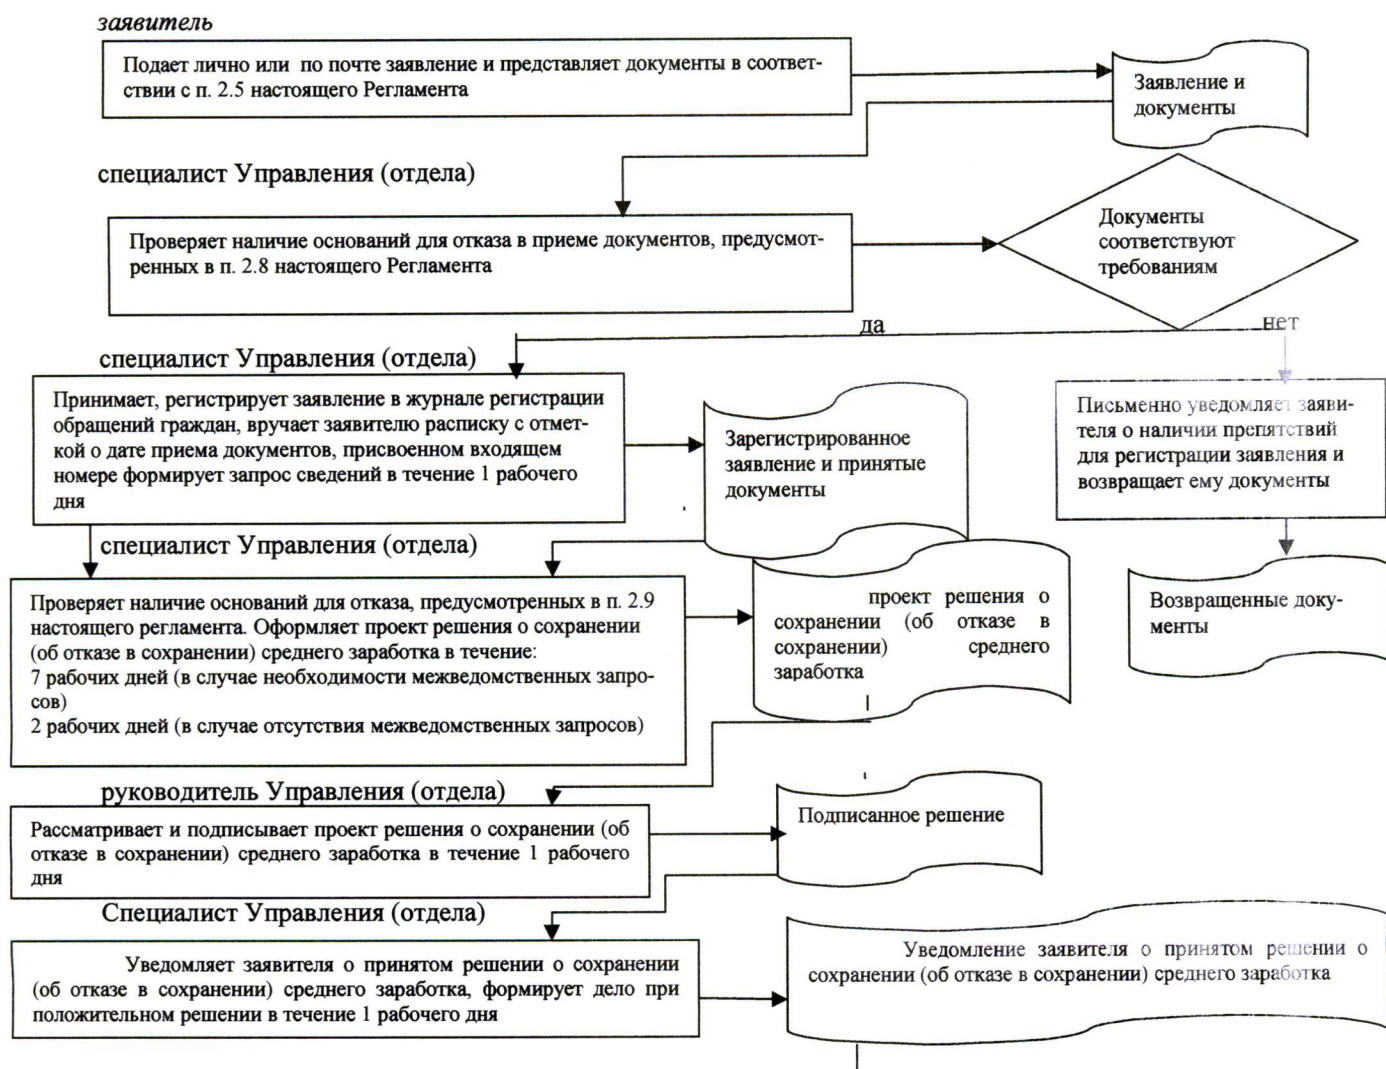 заявитель
Подает лично или по почте заявление и представляет документы в соответ-
ствии с п. 2.5 настоящего Регламента
Заявление и
документы
специалист Управления (отдела)
Проверяет наличие оснований для отказа в приеме документов, предусмот-
ренных в п. 2.8 настоящего Регламента
Документы
соответствуют
требованиям
да
нет
специалист Управления (отдела)
Принимает, регистрирует заявление в журнале регистрации
обращений граждан, вручает заявителю расписку с отмет-
кой о дате приема документов, присвоенном входящем
номере формирует запрос сведений в течение 1 рабочего
дня
Зарегистрированное
заявление и принятые
документы
Письменно уведомляет заяви-
теля о наличии препятствий
для регистрации заявления и
возвращает ему документы
специалист Управления (отдела)
Проверяет наличие оснований для отказа, предусмотренных в п. 2.9
настоящего регламента. Оформляет проект решения о сохранении
(об отказе в сохранении) среднего заработка в течение:
7 рабочих дней (в случае необходимости межведомственных запро-
сов)
2 рабочих дней (в случае отсутствия межведомственных запросов)
проект решения о
сохранении (об отказе в
сохранении) среднего
заработка
Возвращенные доку-
менты
руководитель Управления (отдела)
Рассматривает и подписывает проект решения о сохранении (об
отказе в сохранении) среднего заработка в течение 1 рабочего
дня
Подписанное решение
Специалист Управления (отдела)
Уведомляет заявителя о принятом решении о сохранении
(об отказе в сохранении) среднего заработка, формирует дело при
положительном решении в течение 1 рабочего дня
Уведомление заявителя о принятом решении о
сохранении (об отказе в сохранении) среднего заработка